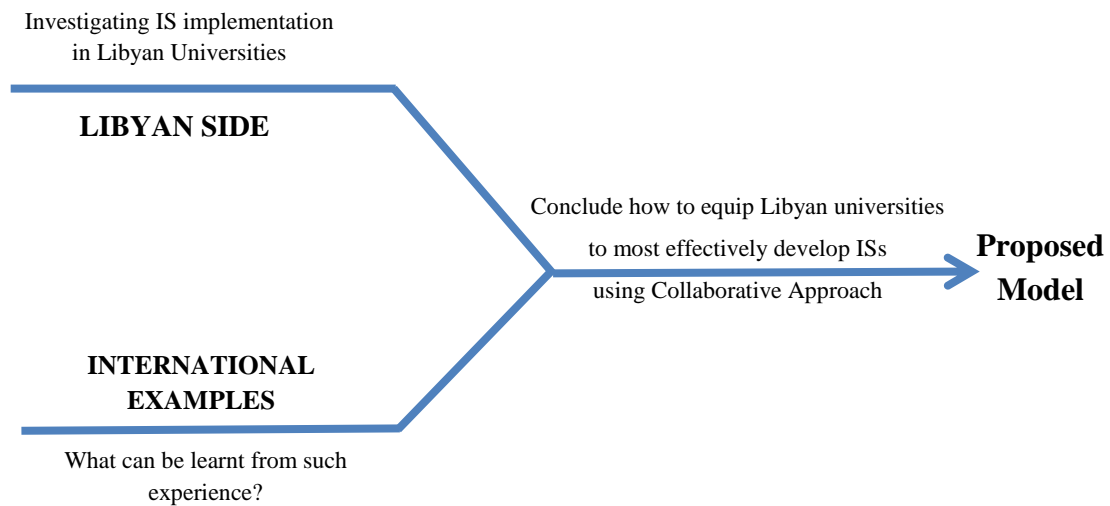 Investigating IS implementation
in Libyan Universities
LIBYAN SIDE
Conclude how to equip Libyan universities
to most effectively develop ISs
using Collaborative Approach
Proposed
Model
INTERNATIONAL
EXAMPLES
What can be learnt from such
experience?